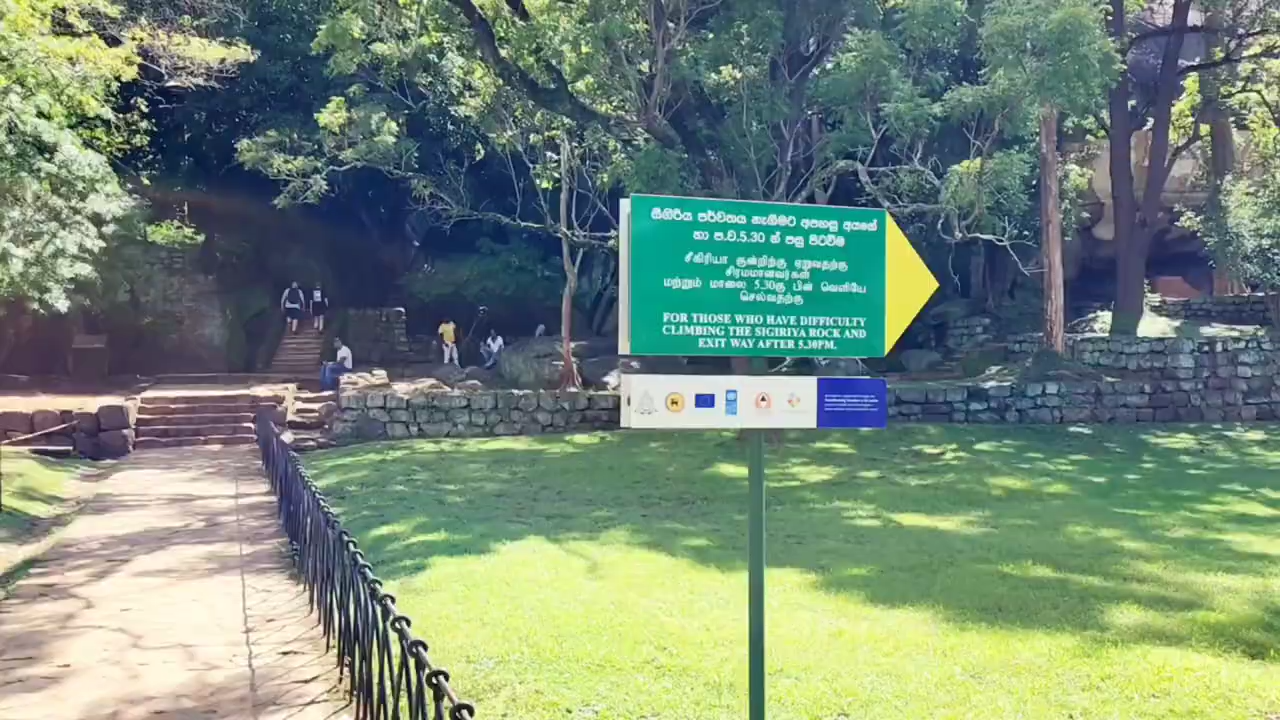 සීගිරිය පර්වතය නැගීමට අපහසු අයගේ
හා ප.ව.5.30 න් පසු පිටවීම
சீகிரியா குன்றிற்கு ஏறுவதற்கு
சிரமமானவர்கள்
மற்றும் மாலை 5.30கு பின் வெளியே
செல்வதற்கு
FOR THOSE WHO HAVE DIFFICULTY
CLIMBING THE SIGIRIYA ROCK AND
EXIT WAY AFTER 5.30PM.